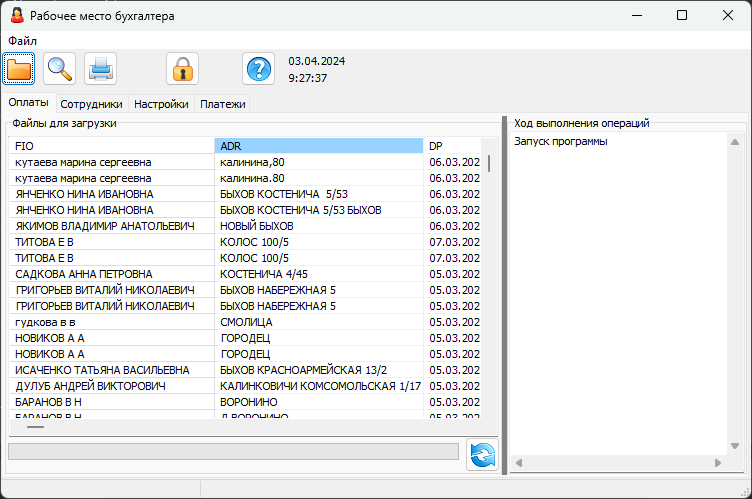 Рабочее место бухгалтера
Файл
03.04.2024
9:27:37
Оплаты Сотрудники Настройки Платежи
Файлы для загрузки
FIO ADR DP
кутаева марина сергеевна калинина,80 06.03.202
кутаева марина сергеевна калинина.80 06.03.202
ЯНЧЕНКО НИНА ИВАНОВНА БЫХОВ КОСТЕНИЧА 5/53 06.03.202
ЯНЧЕНКО НИНА ИВАНОВНА БЫХОВ КОСТЕНИЧА 5/53 БЫХОВ 06.03.202
ЯКИМОВ ВЛАДИМИР АНАТОЛЬЕВИЧ НОВЫЙ БЫХОВ 06.03.202
ТИТОВА Е В КОЛОС 100/5 07.03.202
ТИТОВА Е В КОЛОС 100/5 07.03.202
САДКОВА АННА ПЕТРОВНА КОСТЕНИЧА 4/45 05.03.202
ГРИГОРЬЕВ ВИТАЛИЙ НИКОЛАЕВИЧ БЫХОВ НАБЕРЕЖНАЯ 5 05.03.202
ГРИГОРЬЕВ ВИТАЛИЙ НИКОЛАЕВИЧ БЫХОВ НАБЕРЕЖНАЯ 5 05.03.202
гудкова в в СМОЛИЦА 05.03.202
НОВИКОВ А А ГОРОДЕЦ 05.03.202
НОВИКОВ А А ГОРОДЕЦ 05.03.202
ИСАЧЕНКО ТАТЬЯНА ВАСИЛЬЕВНА БЫХОВ КРАСНОАРМЕЙСКАЯ 13/2 05.03.202
ДУЛУБ АНДРЕЙ ВИКТОРОВИЧ КАЛИНКОВИЧИ КОМСОМОЛЬСКАЯ 1/17 05.03.202
БАРАНОВ В Н ВОРОНИНО 05.03.202
БАРАНОВ В Н Д ВОРОНИНО 05.03.202
Ход выполнения операций
Запуск программы